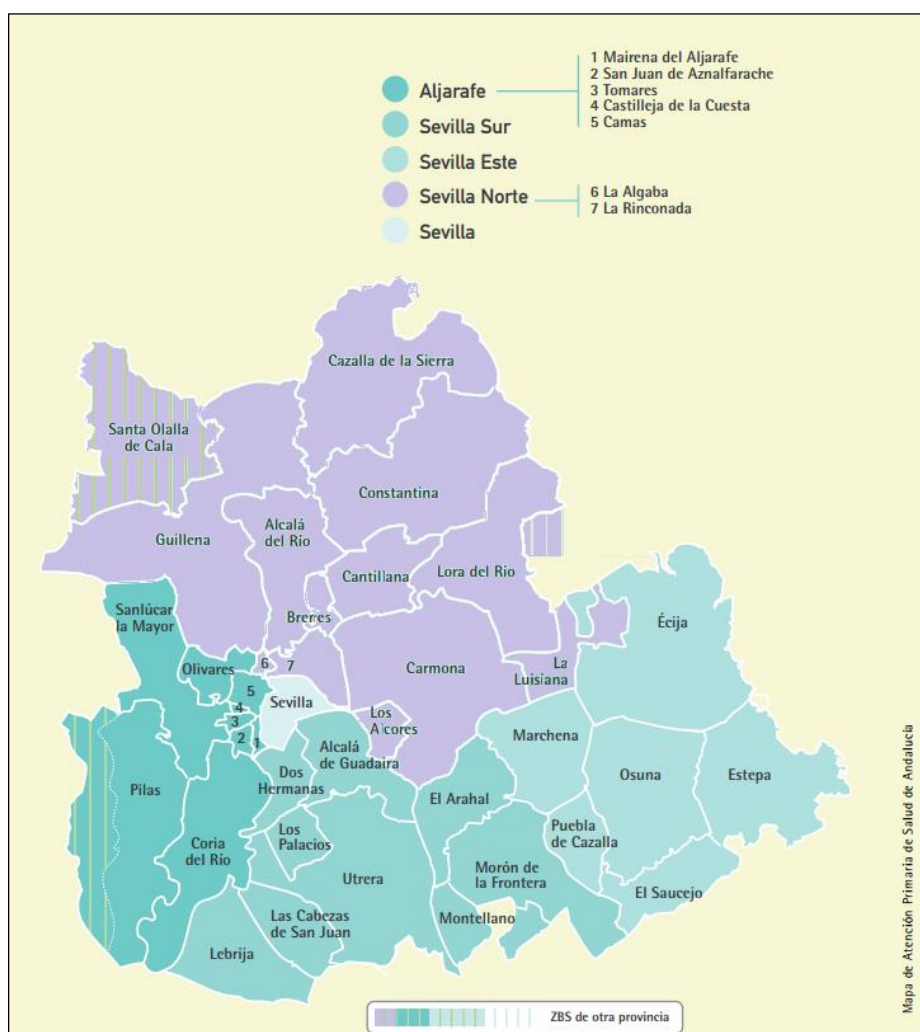 1 Mairena del Aljarafe
2 San Juan de Aznalfarache
3 Tomares
4 Castilleja de la Cuesta
5 Camas
Aljarafe
Sevilla Sur
Sevilla Este
Sevilla Norte
6 La Algaba
7 La Rinconada
Sevilla
Cazalla de la Sierra
Santa Olalla
de Cala
Constantina
Guillena
Alcalá
del Río
Cantillana
Lora del Río
Brenes
Sanlúcar
la Mayor
Écija
Olivares
6
7
Carmona
La
Luisiana
5
Sevilla
4
3
2
1
Los
Alcores
Alcalá
de Guadaira
Marchena
Dos
Hermanas
Osuna
Estepa
Pilas
El Arahal
Los
Palacios
Puebla
de Cazalla
Coria
del Río
Utrera
Morón de
la Frontera
El Saucejo
Las Cabezas
de San Juan
Montellano
Lebrija
ZBS de otra provincia
Mapa de Atención Primaria de Salud de Andalucía